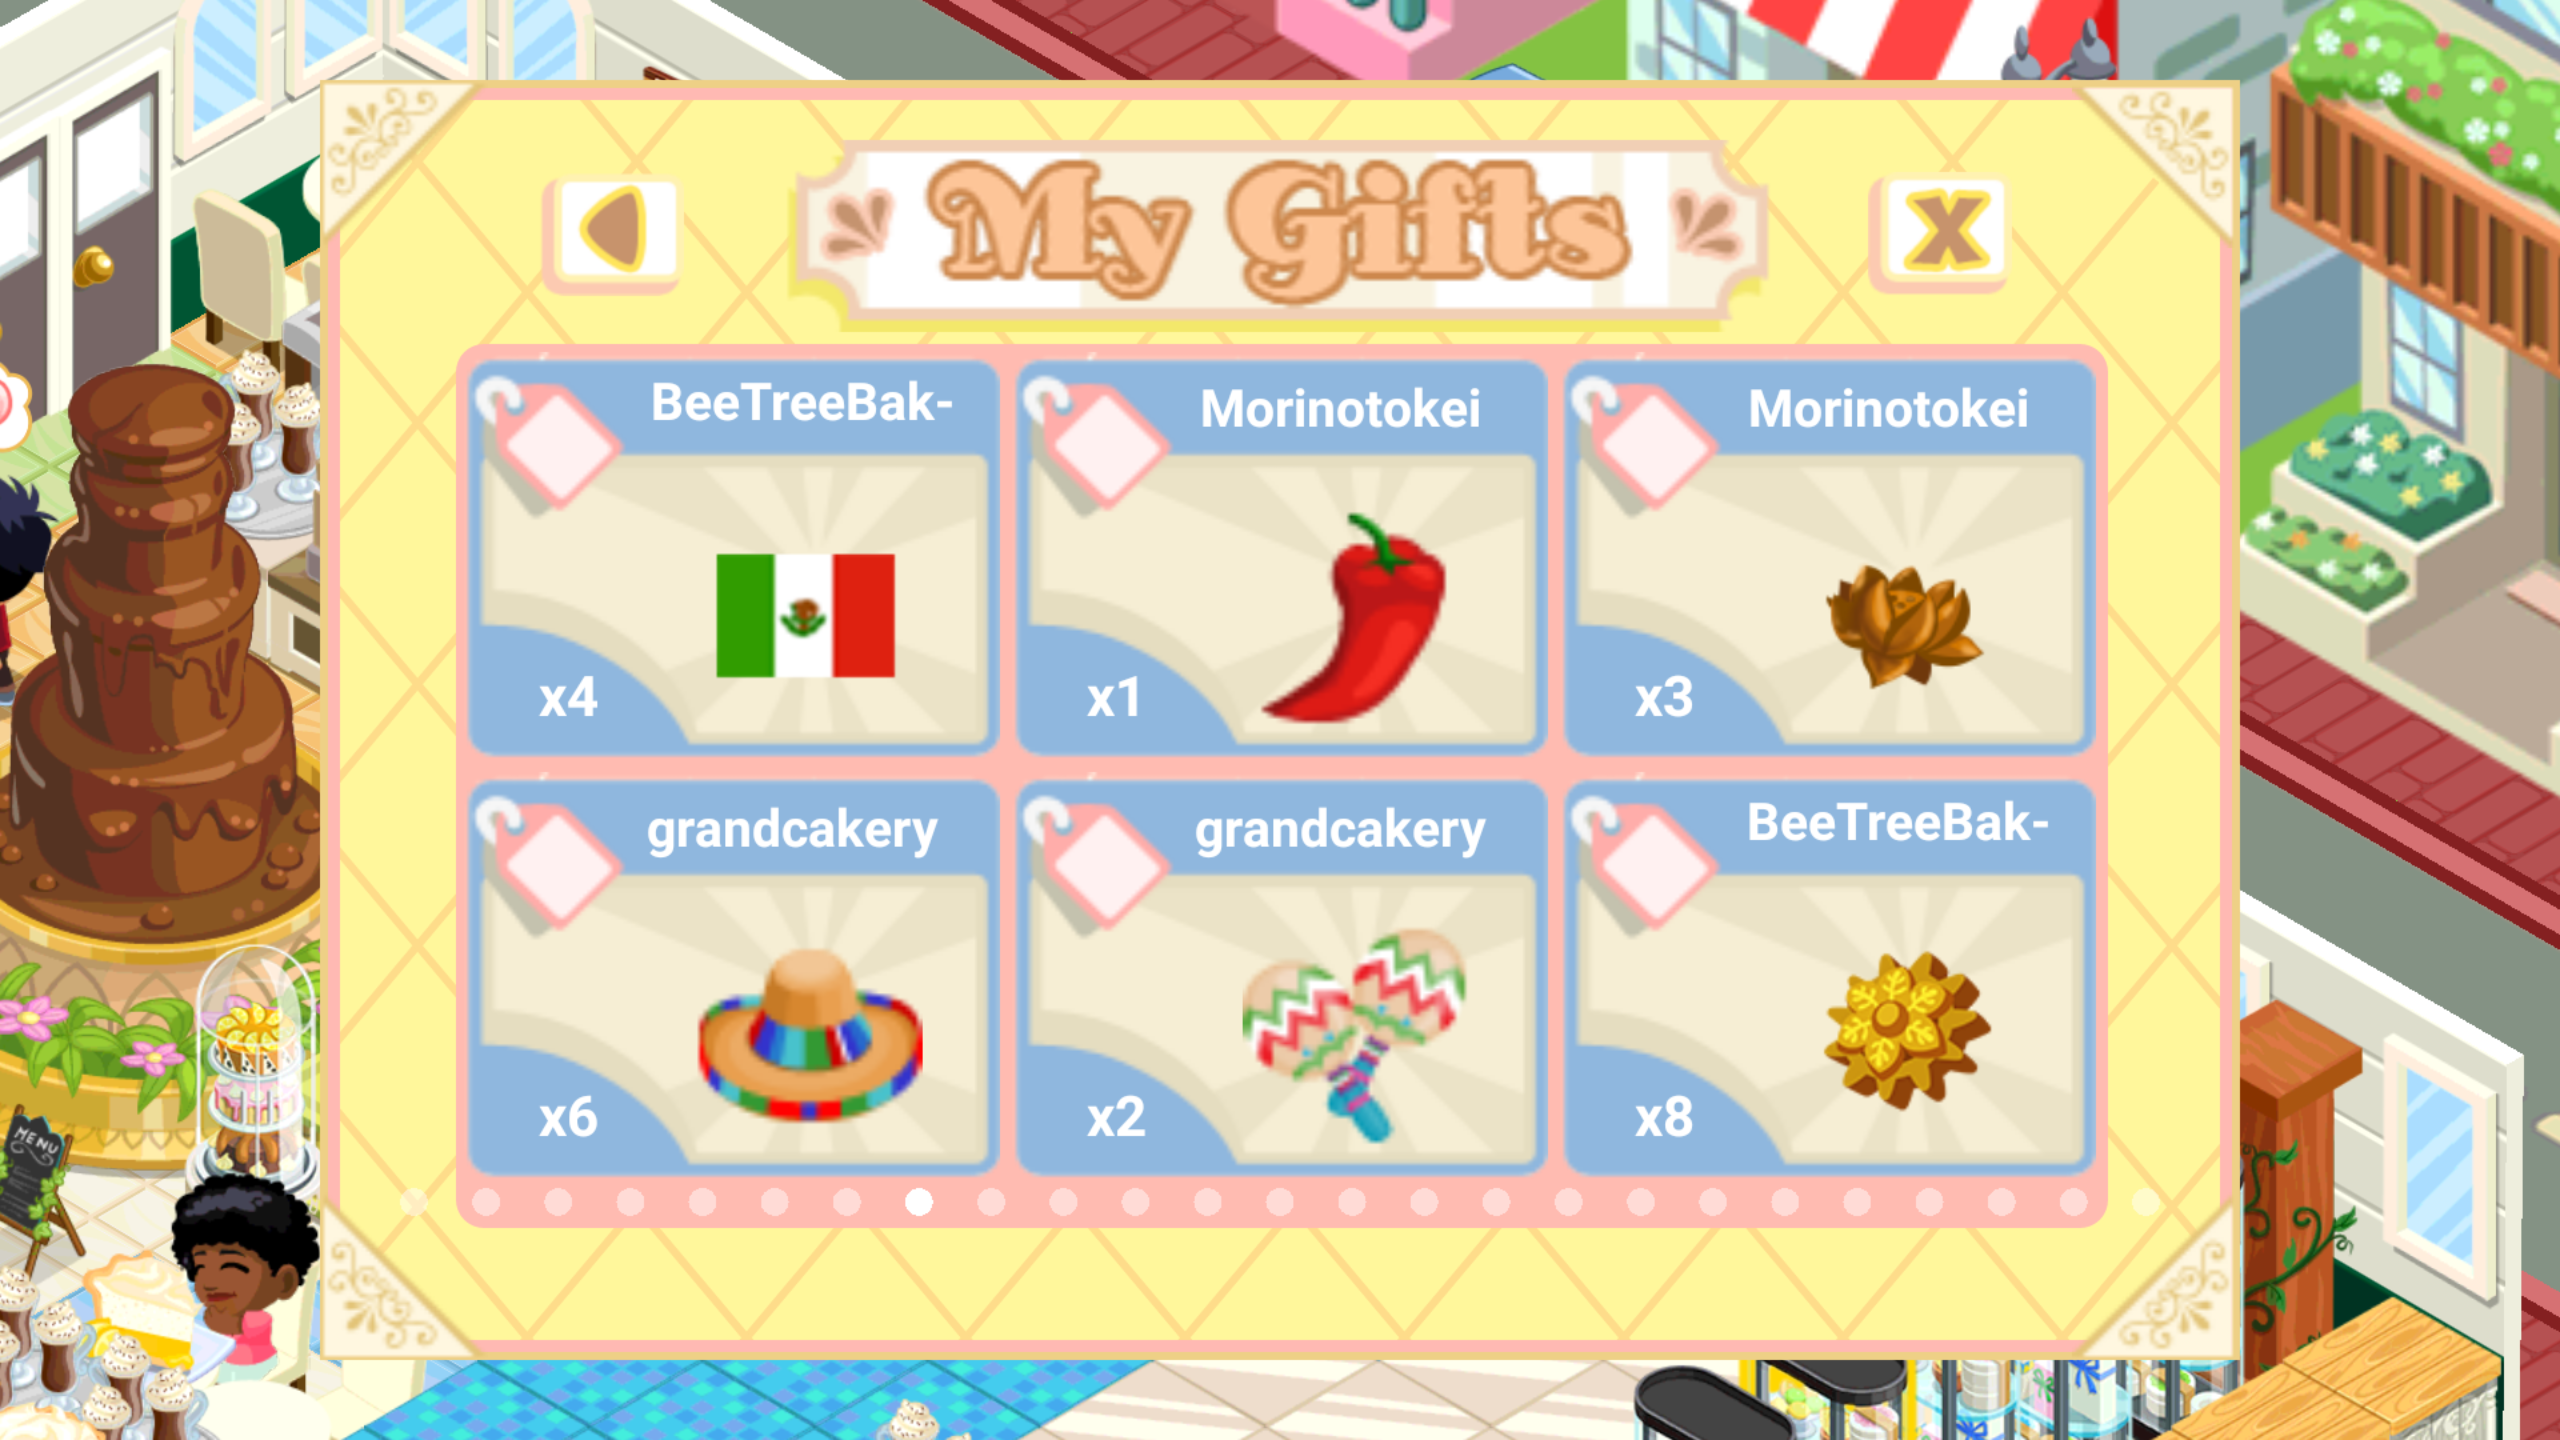 My Gifts
BeeTreeBak-
Morinotokei
Morinotokei
x4
x1
x3
grandcakery
grandcakery
BeeTreeBak-
x6
x2
x8
MENU